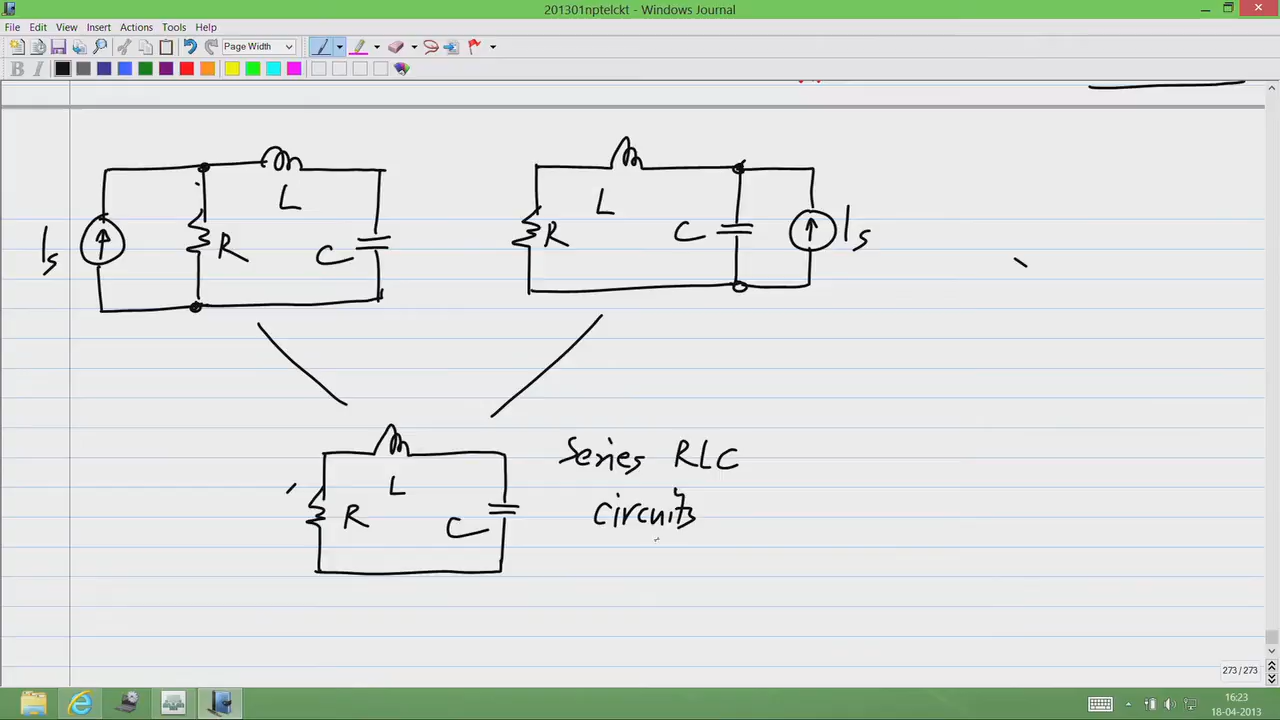 201301nptelckt - Windows Journal
File Edit View Insert Actions Tools Help
Page Width
B I
L L
Is R C R C Is
L Series RLC
R C circuits
273 / 273
16:23
18-04-2013